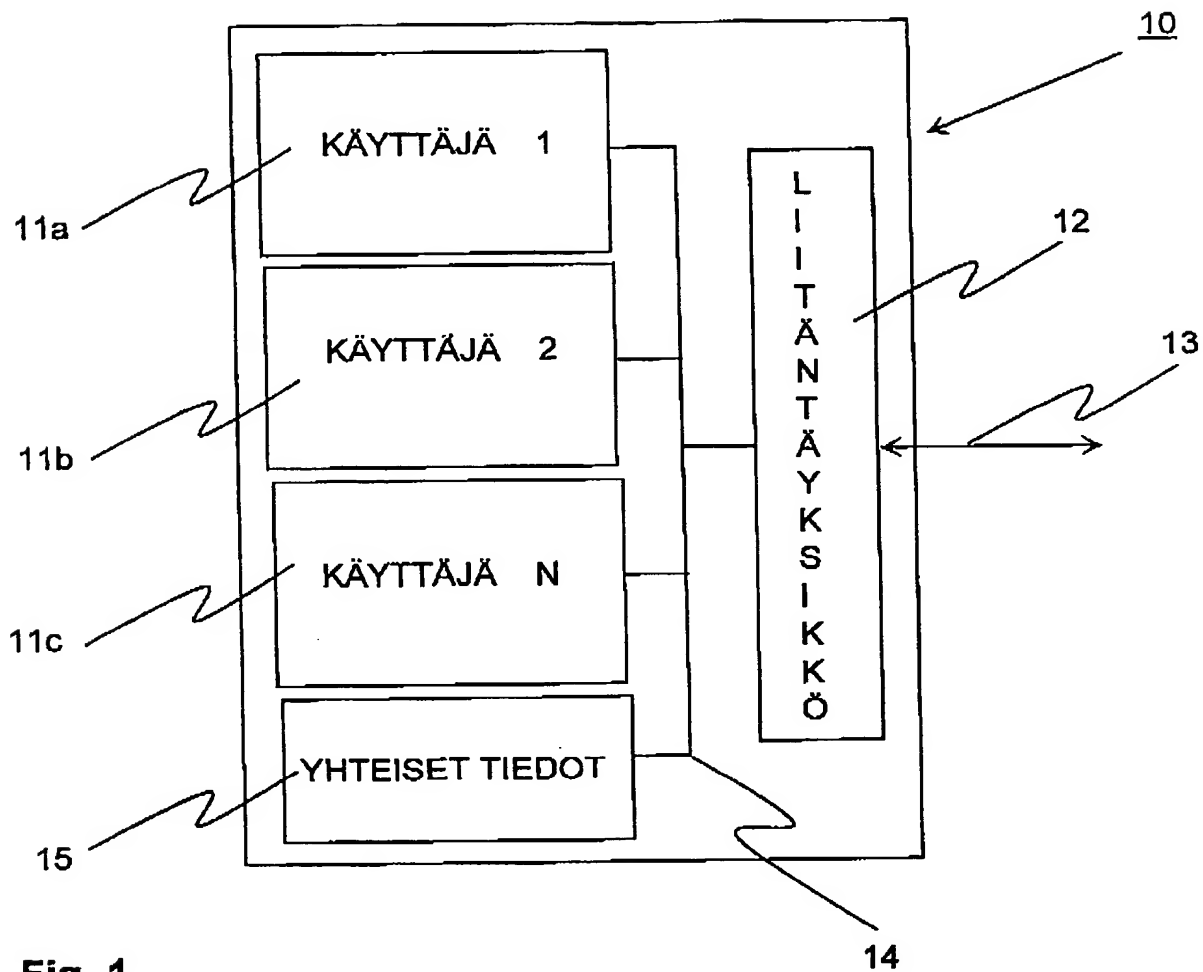 10
KÄYTTÄJÄ 1
11a
LIITÄNTÄYKSIKKÖ
12
KÄYTTÄJÄ 2
13
11b
KÄYTTÄJÄ N
11c
YHTEISET TIEDOT
15
14
Fig. 1